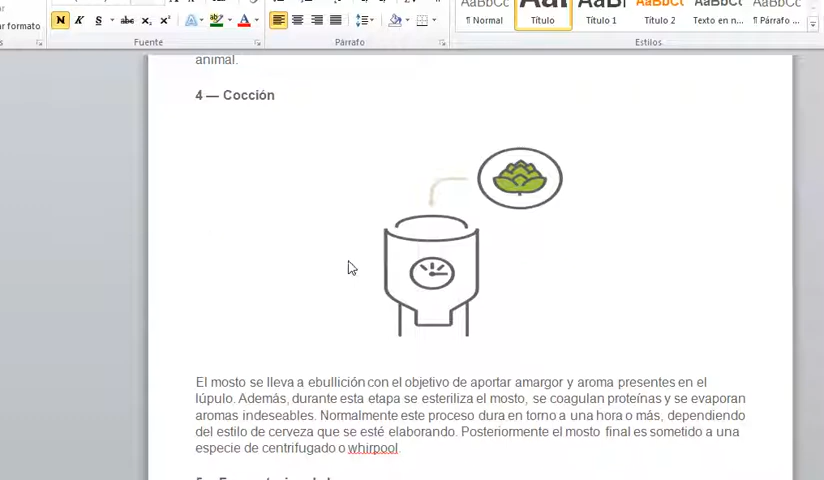 ar
formato
N K S abc x₂ x² A ab A
Fuente
Párrafo
AaBbCc AaBbCc AaBbCc
¶ Normal Título Título 1 Título 2 Texto en n... ¶ Párrafo ...
Estilos
animal.
4 — Cocción
El mosto se lleva a ebullición con el objetivo de aportar amargor y aroma presentes en el
lúpulo. Además, durante esta etapa se esteriliza el mosto, se coagulan proteínas y se evaporan
aromas indeseables. Normalmente este proceso dura en torno a una hora o más, dependiendo
del estilo de cerveza que se esté elaborando. Posteriormente el mosto final es sometido a una
especie de centrifugado o whirpool.